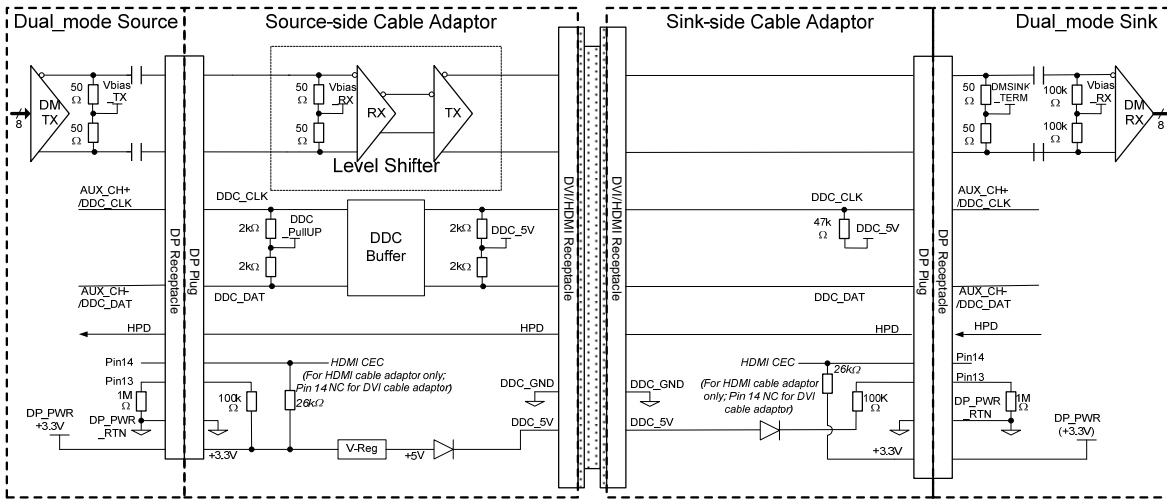 Dual_mode Source
Source-side Cable Adaptor
Sink-side Cable Adaptor
Dual_mode Sink
8
DM
TX
50
Ω
50
Ω
Vbias
_TX
50
Ω
50
Ω
Vbias
_RX
RX
TX
Level Shifter
50
Ω
50
Ω
DMSINK
_TERM
100k
Ω
100k
Ω
Vbias
_RX
DM
RX
8
AUX_CH+
/DDC_CLK
DDC_CLK
2kΩ
2kΩ
DDC
_PullUP
DDC
Buffer
2kΩ
2kΩ
DDC_5V
DDC_CLK
47k
Ω
DDC_5V
AUX_CH+
/DDC_CLK
DP Receptacle
DP Plug
DVI/HDMI Receptacle
DVI/HDMI Receptacle
DP Plug
DP Receptacle
AUX_CH-
/DDC_DAT
DDC_DAT
DDC_DAT
AUX_CH-
/DDC_DAT
HPD
HPD
HPD
HPD
Pin14
HDMI CEC
(For HDMI cable adaptor only;
Pin 14 NC for DVI cable adaptor)
26kΩ
Pin13
1M
Ω
100k
Ω
DP_PWR
_RTN
DP_PWR
+3.3V
+3.3V
V-Reg
+5V
DDC_GND
DDC_5V
DDC_GND
DDC_5V
HDMI CEC
(For HDMI cable adaptor
only; Pin 14 NC for DVI
cable adaptor)
26kΩ
100K
Ω
+3.3V
Pin14
Pin13
1M
Ω
DP_PWR
_RTN
DP_PWR
(+3.3V)